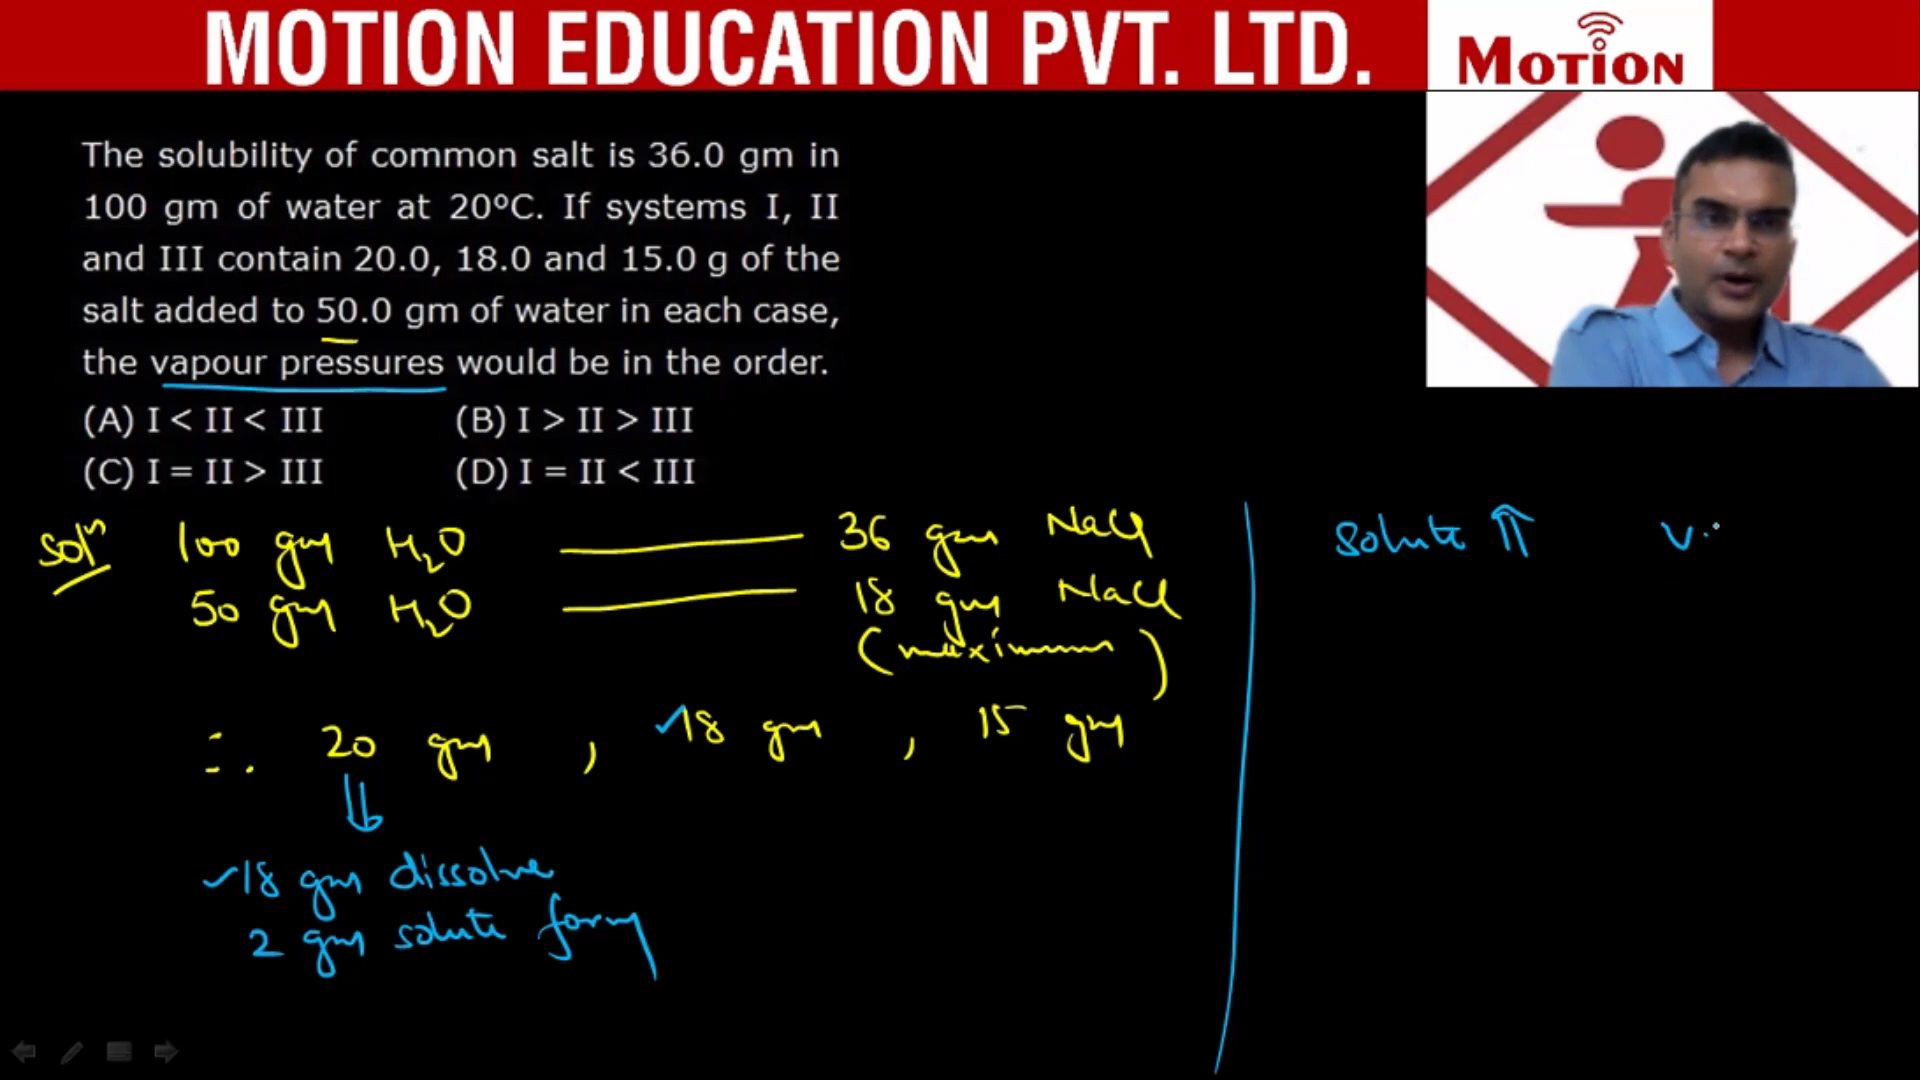 MOTION EDUCATION PVT. LTD.
MOTION
The solubility of common salt is 36.0 gm in
100 gm of water at 20ºC. If systems I, II
and III contain 20.0, 18.0 and 15.0 g of the
salt added to 50.0 gm of water in each case,
the vapour pressures would be in the order.
(A) I < II < III (B) I > II > III
(C) I = II > III (D) I = II < III
Solⁿ 100 gm H₂O 36 gm NaCl
50 gm H₂O 18 gm NaCl
(maximum)
∴ 20 gm , ✓18 gm , 15 gm
⇓
✓18 gm dissolve
2 gm solute form
solute ⇑ V.